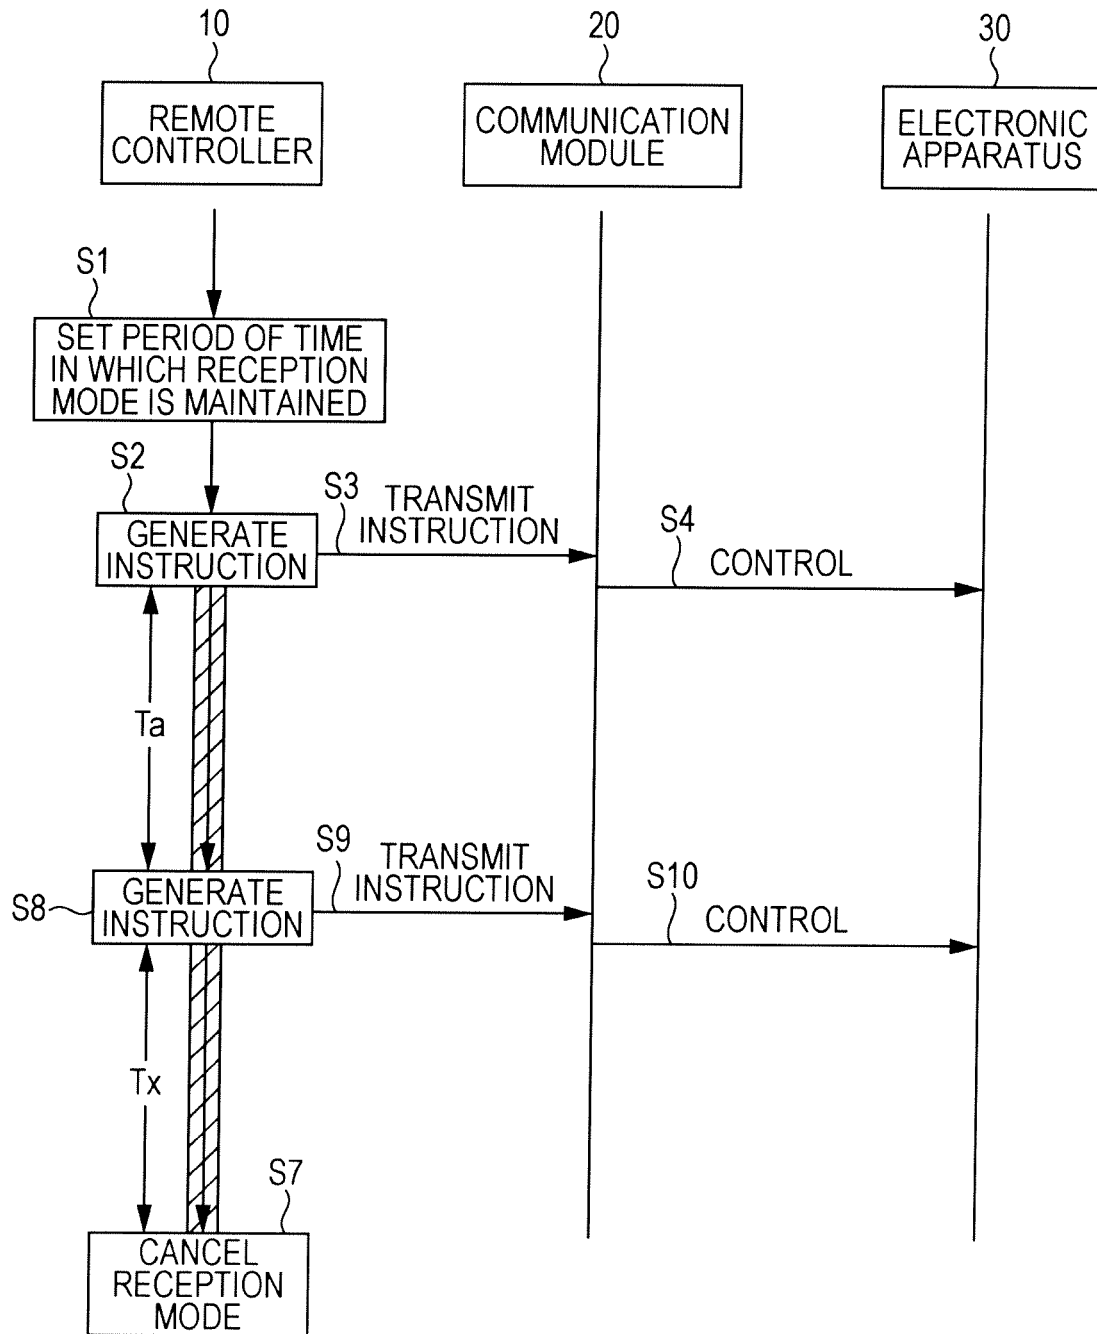 10
20
30
REMOTE
CONTROLLER
COMMUNICATION
MODULE
ELECTRONIC
APPARATUS
S1
SET PERIOD OF TIME
IN WHICH RECEPTION
MODE IS MAINTAINED
S2
GENERATE
INSTRUCTION
S3
TRANSMIT
INSTRUCTION
S4
CONTROL
Ta
S8
GENERATE
INSTRUCTION
S9
TRANSMIT
INSTRUCTION
S10
CONTROL
Tx
S7
CANCEL
RECEPTION
MODE